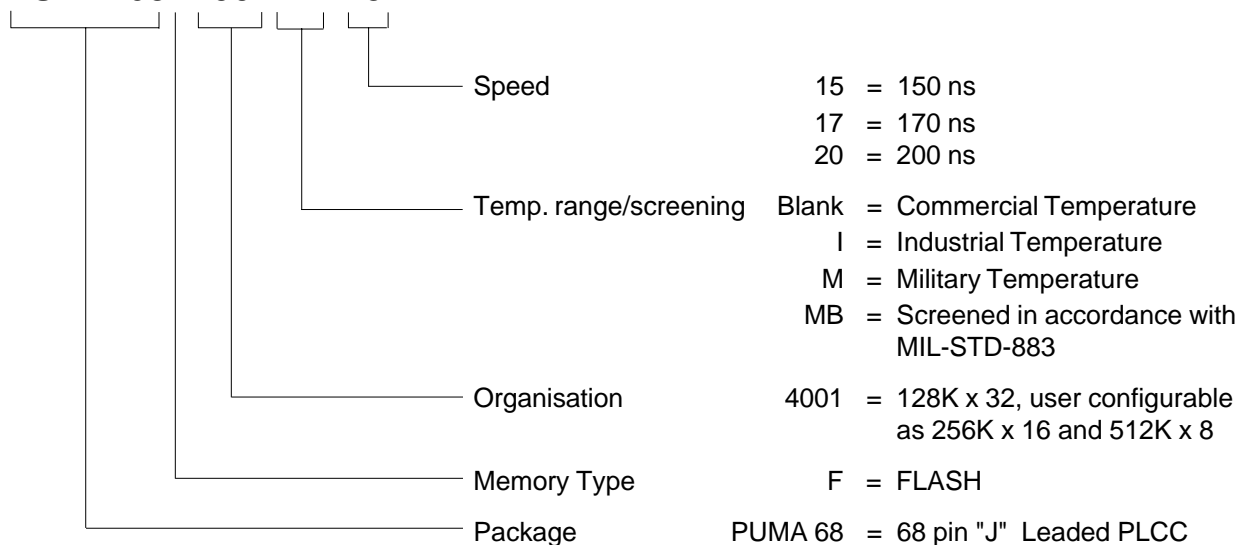 Speed 15 = 150 ns
17 = 170 ns
20 = 200 ns
Temp. range/screening Blank = Commercial Temperature
I = Industrial Temperature
M = Military Temperature
MB = Screened in accordance with
MIL-STD-883
Organisation 4001 = 128K x 32, user configurable
as 256K x 16 and 512K x 8
Memory Type F = FLASH
Package PUMA 68 = 68 pin "J" Leaded PLCC